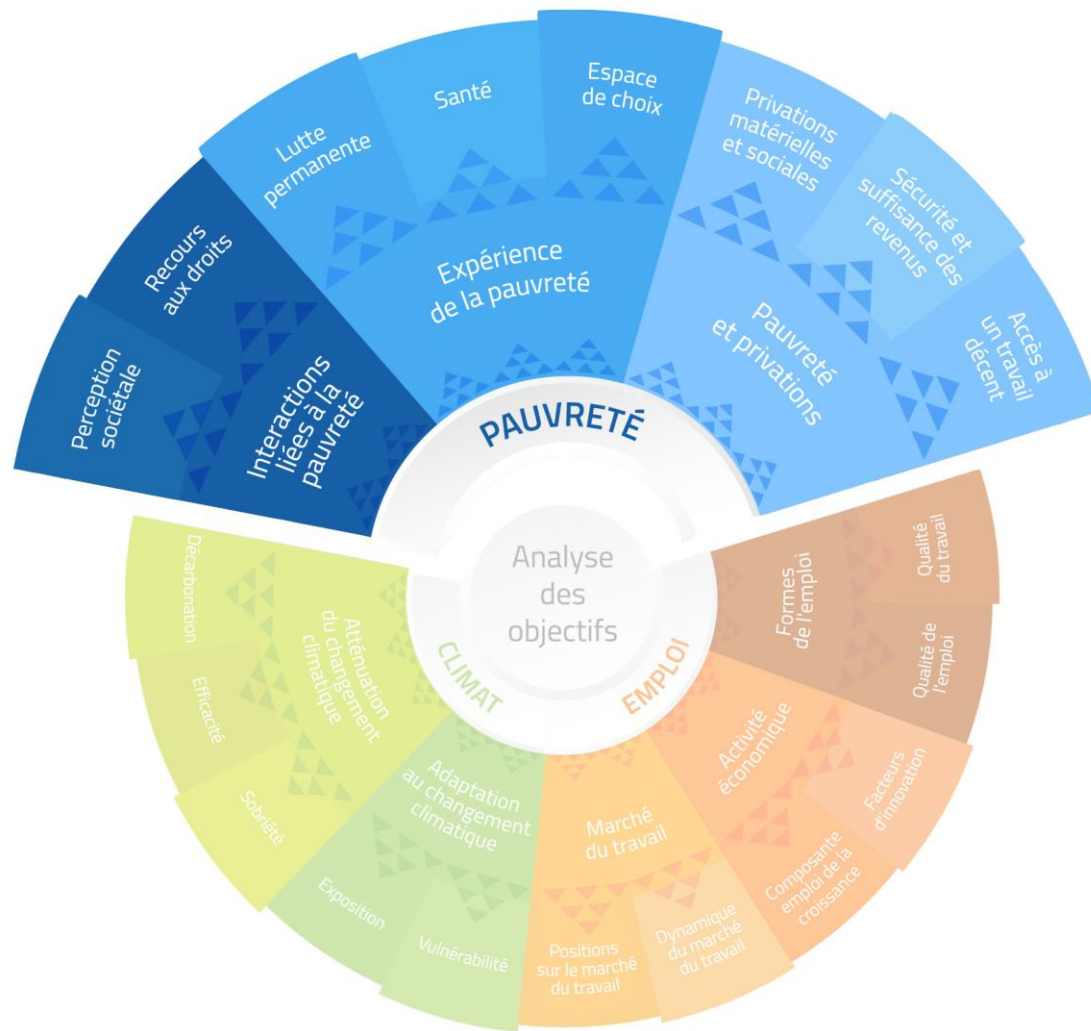 Perception
sociétale
Recours
aux droits
Interactions
liées à la
pauvreté
Lutte
permanente
Santé
Espace
de choix
Expérience
de la pauvreté
Privations
matérielles
et sociales
Sécurité et
suffisance des
revenus
Accès à
un travail
décent
Pauvreté
et privations
PAUVRETÉ
Analyse
des
objectifs
CLIMAT
EMPLOI
Décarbonation
Efficacité
Sobriété
Atténuation
du changement
climatique
Adaptation
au changement
climatique
Exposition
Vulnérabilité
Marché
du travail
Positions
sur le marché
du travail
Dynamique
du marché
du travail
Activité
économique
Composante
emploi de la
croissance
Facteurs
d'innovation
Formes
de l'emploi
Qualité
du travail
Qualité de
l'emploi